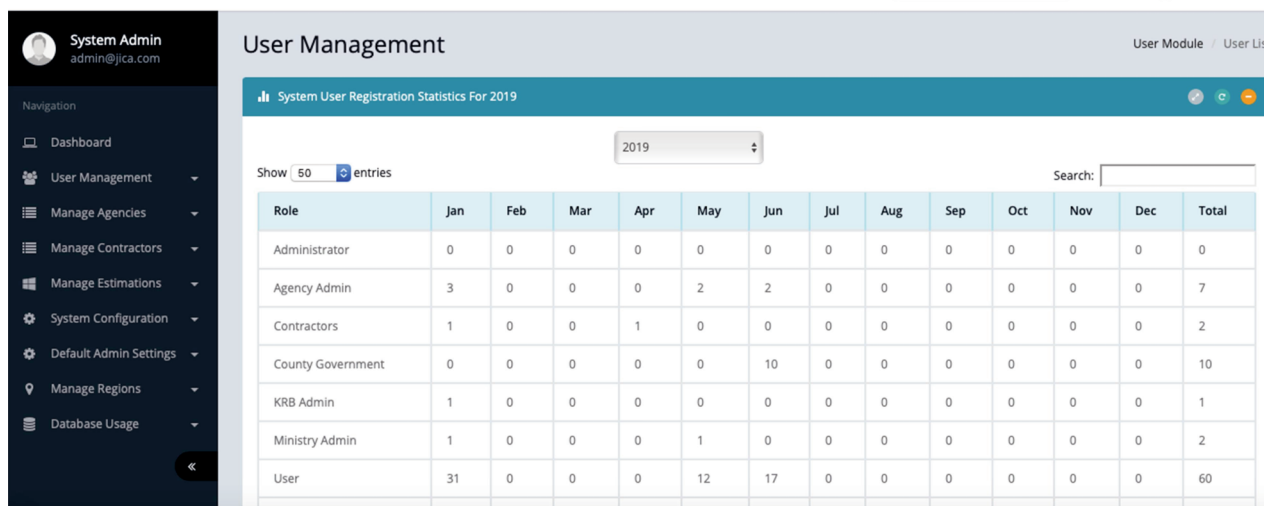 System Admin
admin@jica.com
Navigation
Dashboard
User Management
Manage Agencies
Manage Contractors
Manage Estimations
System Configuration
Default Admin Settings
Manage Regions
Database Usage
User Management
User Module / User Lis
System User Registration Statistics For 2019
2019
Show 50 entries
Search:
Role Jan Feb Mar Apr May Jun Jul Aug Sep Oct Nov Dec Total
Administrator 0 0 0 0 0 0 0 0 0 0 0 0 0
Agency Admin 3 0 0 0 2 2 0 0 0 0 0 0 7
Contractors 1 0 0 1 0 0 0 0 0 0 0 0 2
County Government 0 0 0 0 0 10 0 0 0 0 0 0 10
KRB Admin 1 0 0 0 0 0 0 0 0 0 0 0 1
Ministry Admin 1 0 0 0 1 0 0 0 0 0 0 0 2
User 31 0 0 0 12 17 0 0 0 0 0 0 60